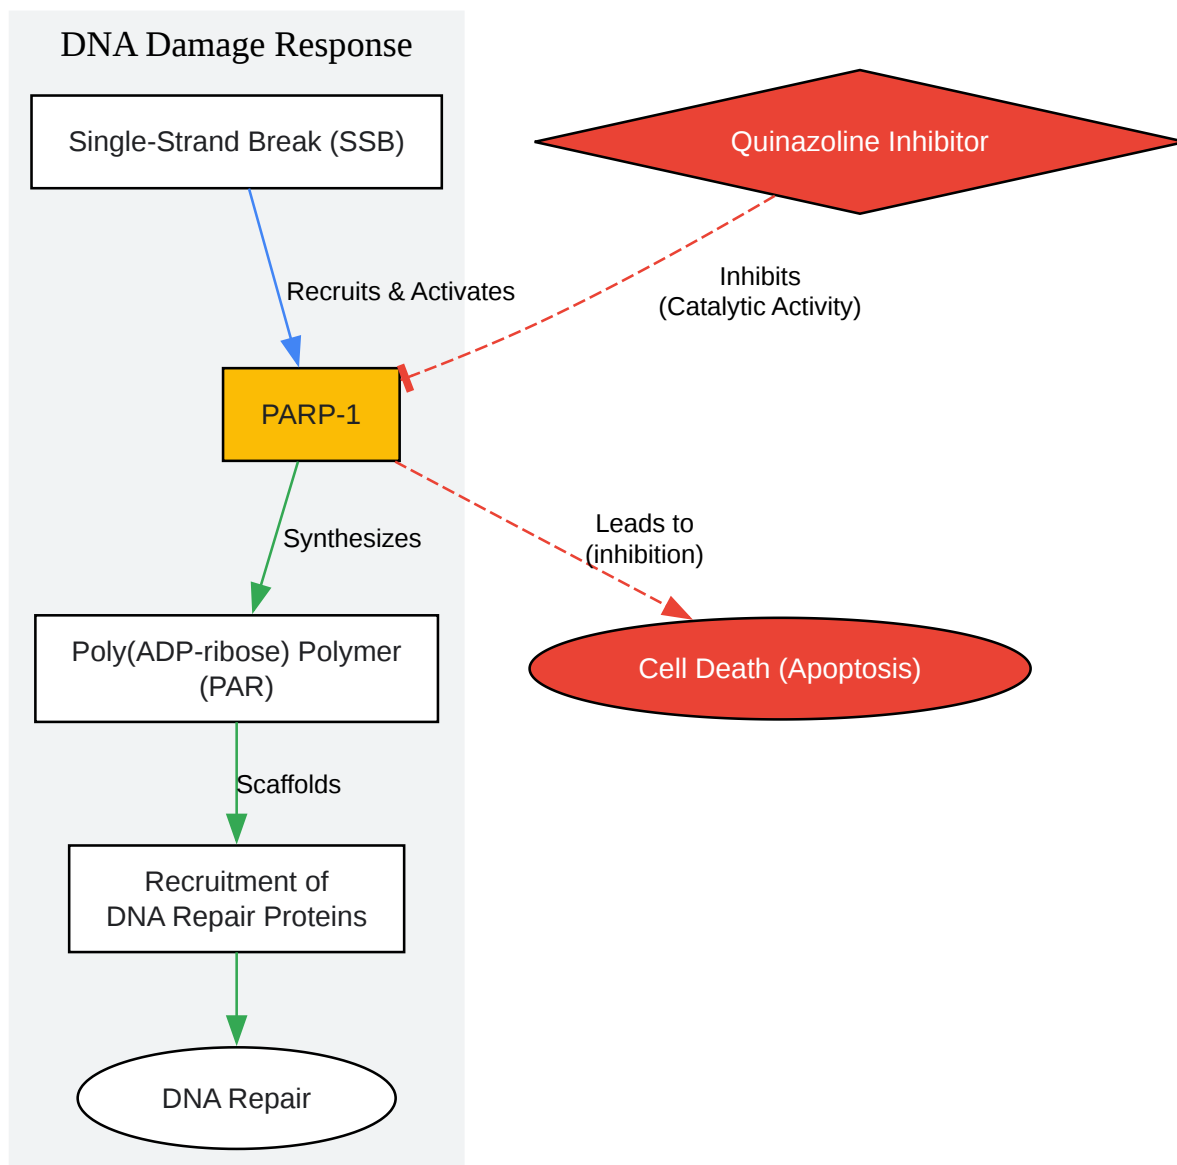 DNA Damage Response
Single-Strand Break (SSB)
Quinazoline Inhibitor
Recruits & Activates
Inhibits
(Catalytic Activity)
PARP-1
Synthesizes
Leads to
(inhibition)
Poly(ADP-ribose) Polymer
(PAR)
Cell Death (Apoptosis)
Scaffolds
Recruitment of
DNA Repair Proteins
DNA Repair